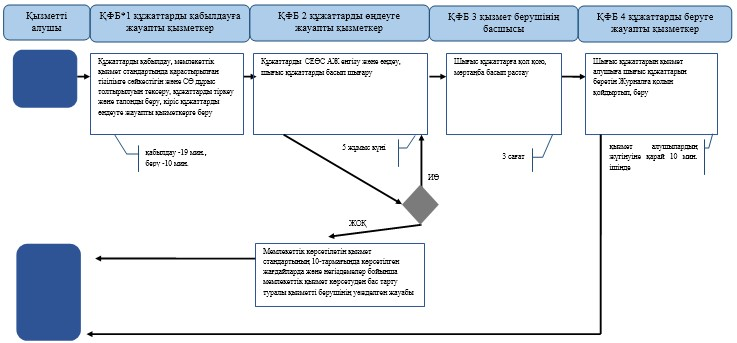 Қызметті
алушы
ҚФБ*1 құжаттарды қабылдауға
жауапты қызметкер
ҚФБ 2 құжаттарды өңдеуге
жауапты қызметкер
ҚФБ 3 қызмет берушінің
басшысы
ҚФБ 4 құжаттарды беруге
жауапты қызметкер
Құжаттарды қабылдау, мемлекеттік
қызмет стандартында қарастырылған
тізілімге сәйкестігін және СӨ дұрыс
толтырылуын тексеру, құжаттарды тіркеу
және талонды беру, кіріс құжаттарды
өңдеуге жауапты қызметкерге беру
Құжаттарды СЕӨС АЖ енгізу және өңдеу,
шығыс құжаттарды басып шығару
Шығыс құжаттарға қол қою,
мөртаңба басып растау
Шығыс құжаттарын қызмет
алушыға шығыс құжаттарын
беретін Журналға қолын
қойдыртып, беру
қабылдау -19 мин.,
беру -10 мин.
5 жұмыс күні
3 сағат
қызмет алушылардың
жүгінуіне қарай 10 мин.
ішінде
ИӘ
ЖОҚ
Мемлекеттік көрсетілетін қызмет
стандартының 10-тармағында көрсетілген
жағдайларда және негіздемелер бойынша
мемлекеттік қызмет көрсетуден бас тарту
туралы қызметті берушінің уәжделген жауабы